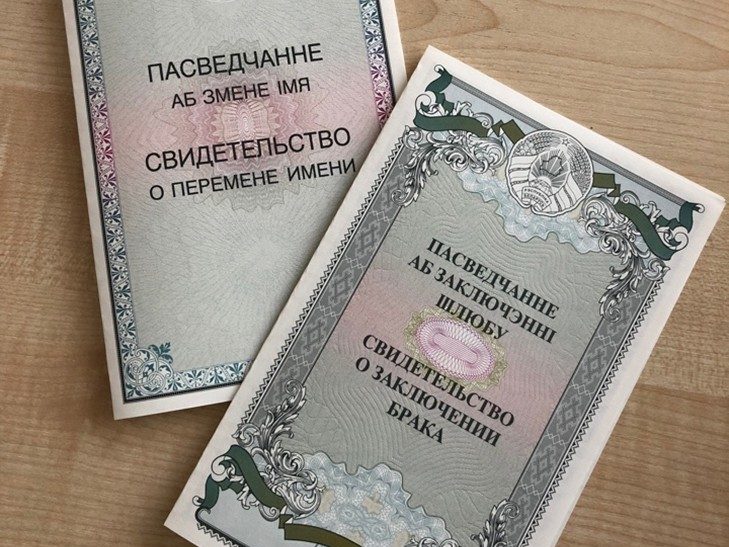 ПАСВЕДЧАННЕ
АБ ЗМЕНЕ ІМЯ
СВИДЕТЕЛЬСТВО
О ПЕРЕМЕНЕ ИМЕНИ
ПАСВЕДЧАННЕ
АБ ЗАКЛЮЧЭННІ
ШЛЮБУ
СВИДЕТЕЛЬСТВО
О ЗАКЛЮЧЕНИИ
БРАКА